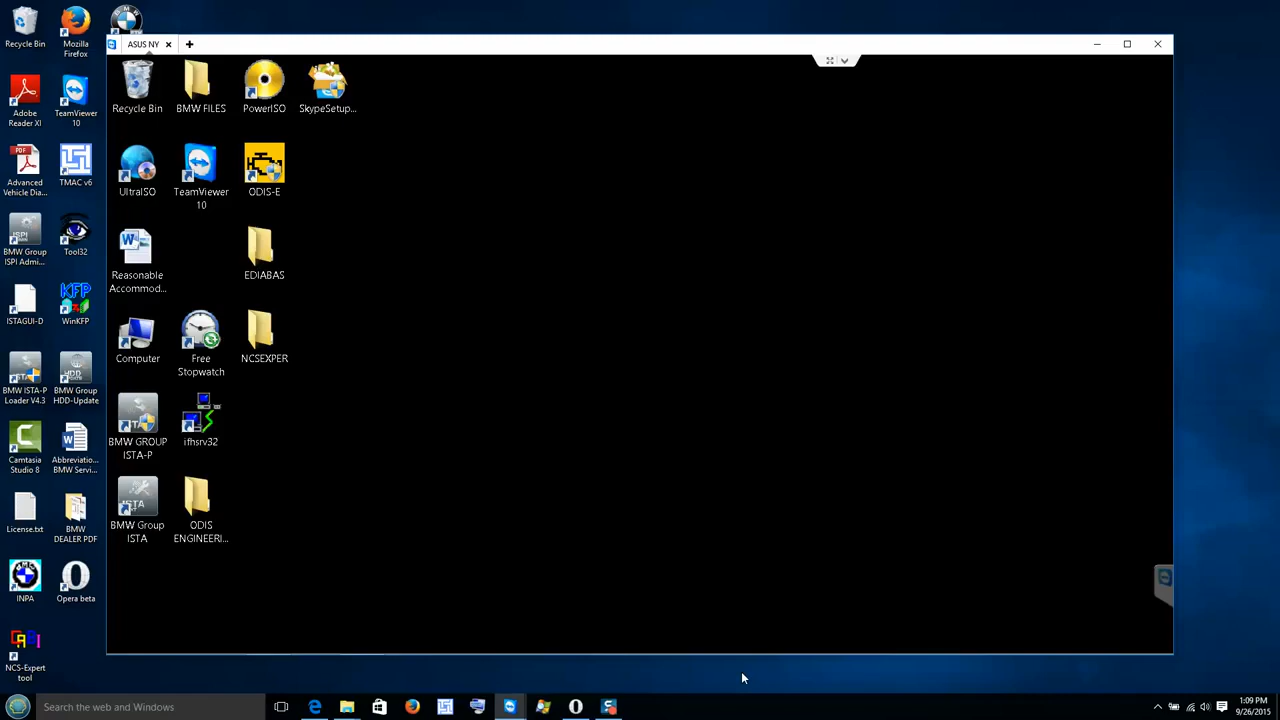 Recycle Bin
Mozilla
Firefox
Adobe
Reader XI
TeamViewer
10
Advanced
Vehicle Dia...
TMAC v6
BMW Group
ISPI Admi...
Tool32
ISTAGUI-D
KFP
WinKFP
BMW ISTA-P
Loader V4.3
BMW Group
HDD-Update
Camtasia
Studio 8
Abbreviatio...
BMW Servi...
License.txt
BMW
DEALER PDF
INPA
Opera beta
NCS-Expert
tool
ASUS NY
Recycle Bin
BMW FILES
PowerISO
SkypeSetup...
UltraISO
TeamViewer
10
ODIS-E
Reasonable
Accommod...
EDIABAS
Computer
Free
Stopwatch
NCSEXPER
BMW GROUP
ISTA-P
ifhsrv32
BMW Group
ISTA
ODIS
ENGINEERI...
Search the web and Windows
1:09 PM
9/26/2015